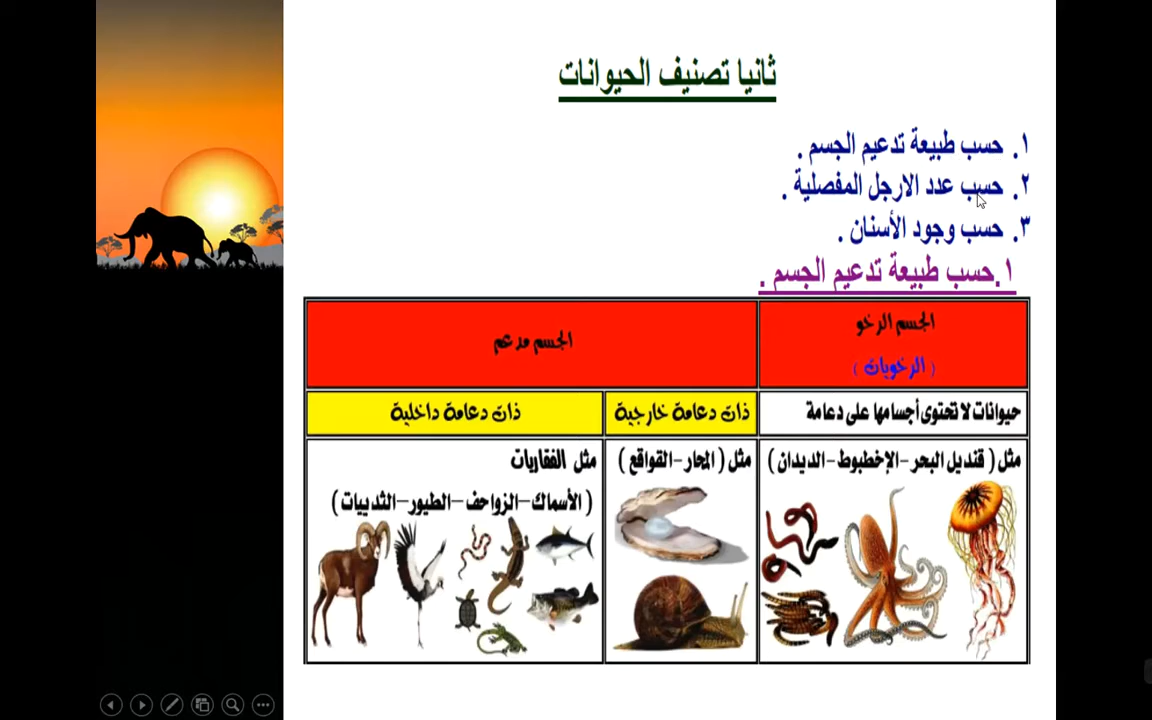 ثانيا تصنيف الحيوانات
١. حسب طبيعة تدعيم الجسم .
٢. حسب عدد الارجل المفصلية .
٣. حسب وجود الأسنان .
١.حسب طبيعة تدعيم الجسم .
الجسم الرخو
( الرخويات )
الجسم مدعم
حيوانات لا تحتوى أجسامها على دعامة
ذات دعامة خارجية
ذات دعامة داخلية
مثل ( قنديل البحر-الإخطبوط-الديدان )
مثل ( المحار-القواقع )
مثل الفقاريات
( الأسماك-الزواحف-الطيور-الثدييات )